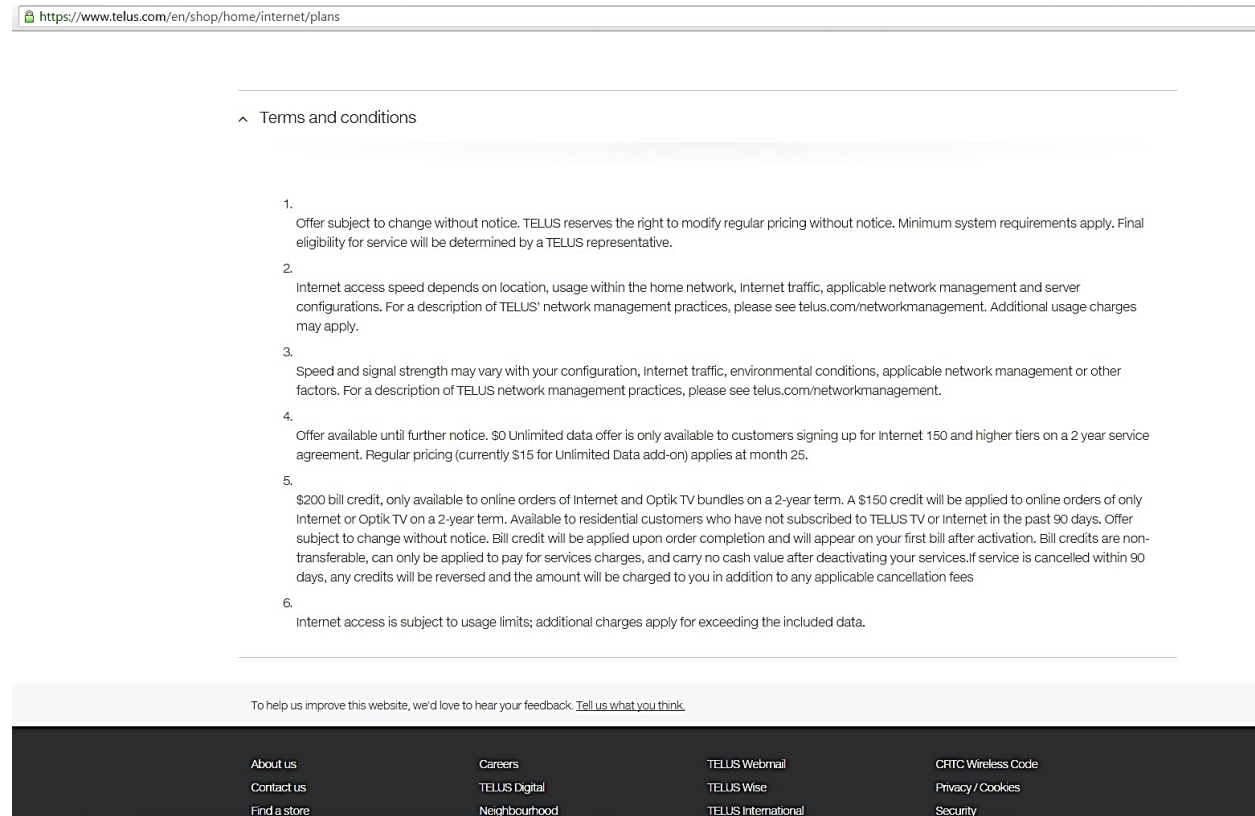 https://www.telus.com/en/shop/home/internet/plans
Terms and conditions
1.
Offer subject to change without notice. TELUS reserves the right to modify regular pricing without notice. Minimum system requirements apply. Final
eligibility for service will be determined by a TELUS representative.
2.
Internet access speed depends on location, usage within the home network, Internet traffic, applicable network management and server
configurations. For a description of TELUS' network management practices, please see telus.com/networkmanagement. Additional usage charges
may apply.
3.
Speed and signal strength may vary with your configuration, Internet traffic, environmental conditions, applicable network management or other
factors. For a description of TELUS network management practices, please see telus.com/networkmanagement.
4.
Offer available until further notice. $0 Unlimited data offer is only available to customers signing up for Internet 150 and higher tiers on a 2 year service
agreement. Regular pricing (currently $15 for Unlimited Data add-on) applies at month 25.
5.
$200 bill credit, only available to online orders of Internet and Optik TV bundles on a 2-year term. A $150 credit will be applied to online orders of only
Internet or Optik TV on a 2-year term. Available to residential customers who have not subscribed to TELUS TV or Internet in the past 90 days. Offer
subject to change without notice. Bill credit will be applied upon order completion and will appear on your first bill after activation. Bill credits are non-
transferable, can only be applied to pay for services charges, and carry no cash value after deactivating your services.If service is cancelled within 90
days, any credits will be reversed and the amount will be charged to you in addition to any applicable cancellation fees
6.
Internet access is subject to usage limits; additional charges apply for exceeding the included data.
To help us improve this website, we'd love to hear your feedback. Tell us what you think.
About us Careers TELUS Webmail CRTC Wireless Code
Contact us TELUS Digital TELUS Wise Privacy / Cookies
Find a store Neighbourhood TELUS International Security